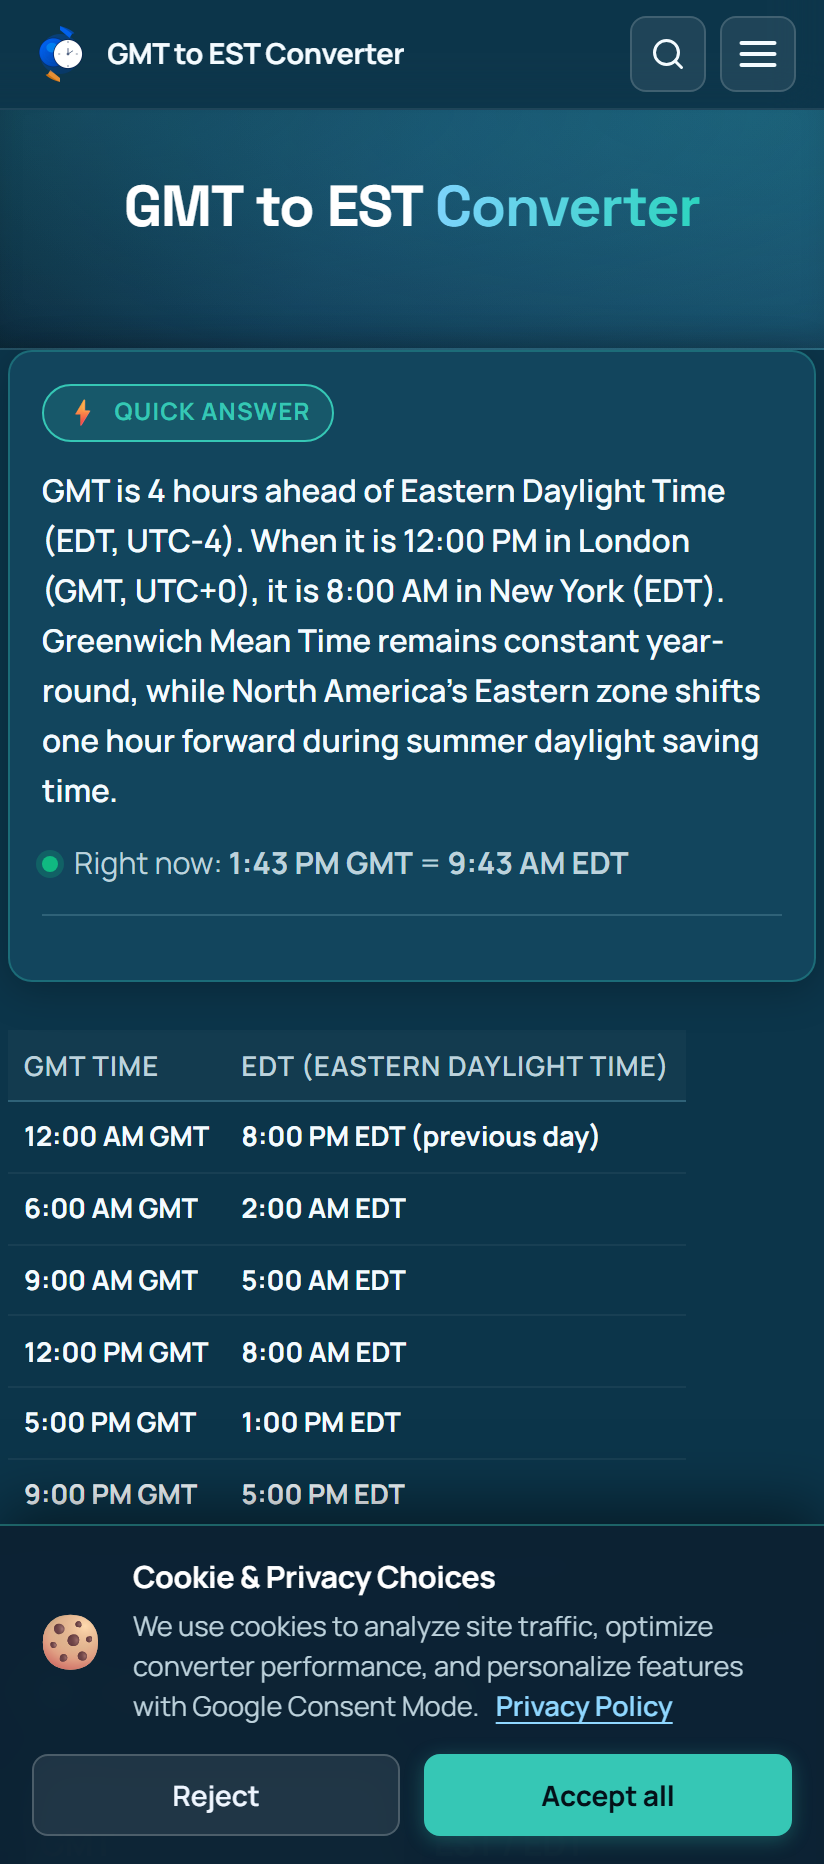 GMT to EST Converter
GMT to EST Converter
QUICK ANSWER
GMT is 4 hours ahead of Eastern Daylight Time
(EDT, UTC-4). When it is 12:00 PM in London
(GMT, UTC+0), it is 8:00 AM in New York (EDT).
Greenwich Mean Time remains constant year-
round, while North America’s Eastern zone shifts
one hour forward during summer daylight saving
time.
Right now: 1:43 PM GMT = 9:43 AM EDT
GMT TIME EDT (EASTERN DAYLIGHT TIME)
12:00 AM GMT 8:00 PM EDT (previous day)
6:00 AM GMT 2:00 AM EDT
9:00 AM GMT 5:00 AM EDT
12:00 PM GMT 8:00 AM EDT
5:00 PM GMT 1:00 PM EDT
9:00 PM GMT 5:00 PM EDT
Cookie & Privacy Choices
We use cookies to analyze site traffic, optimize
converter performance, and personalize features
with Google Consent Mode. Privacy Policy
Reject Accept all